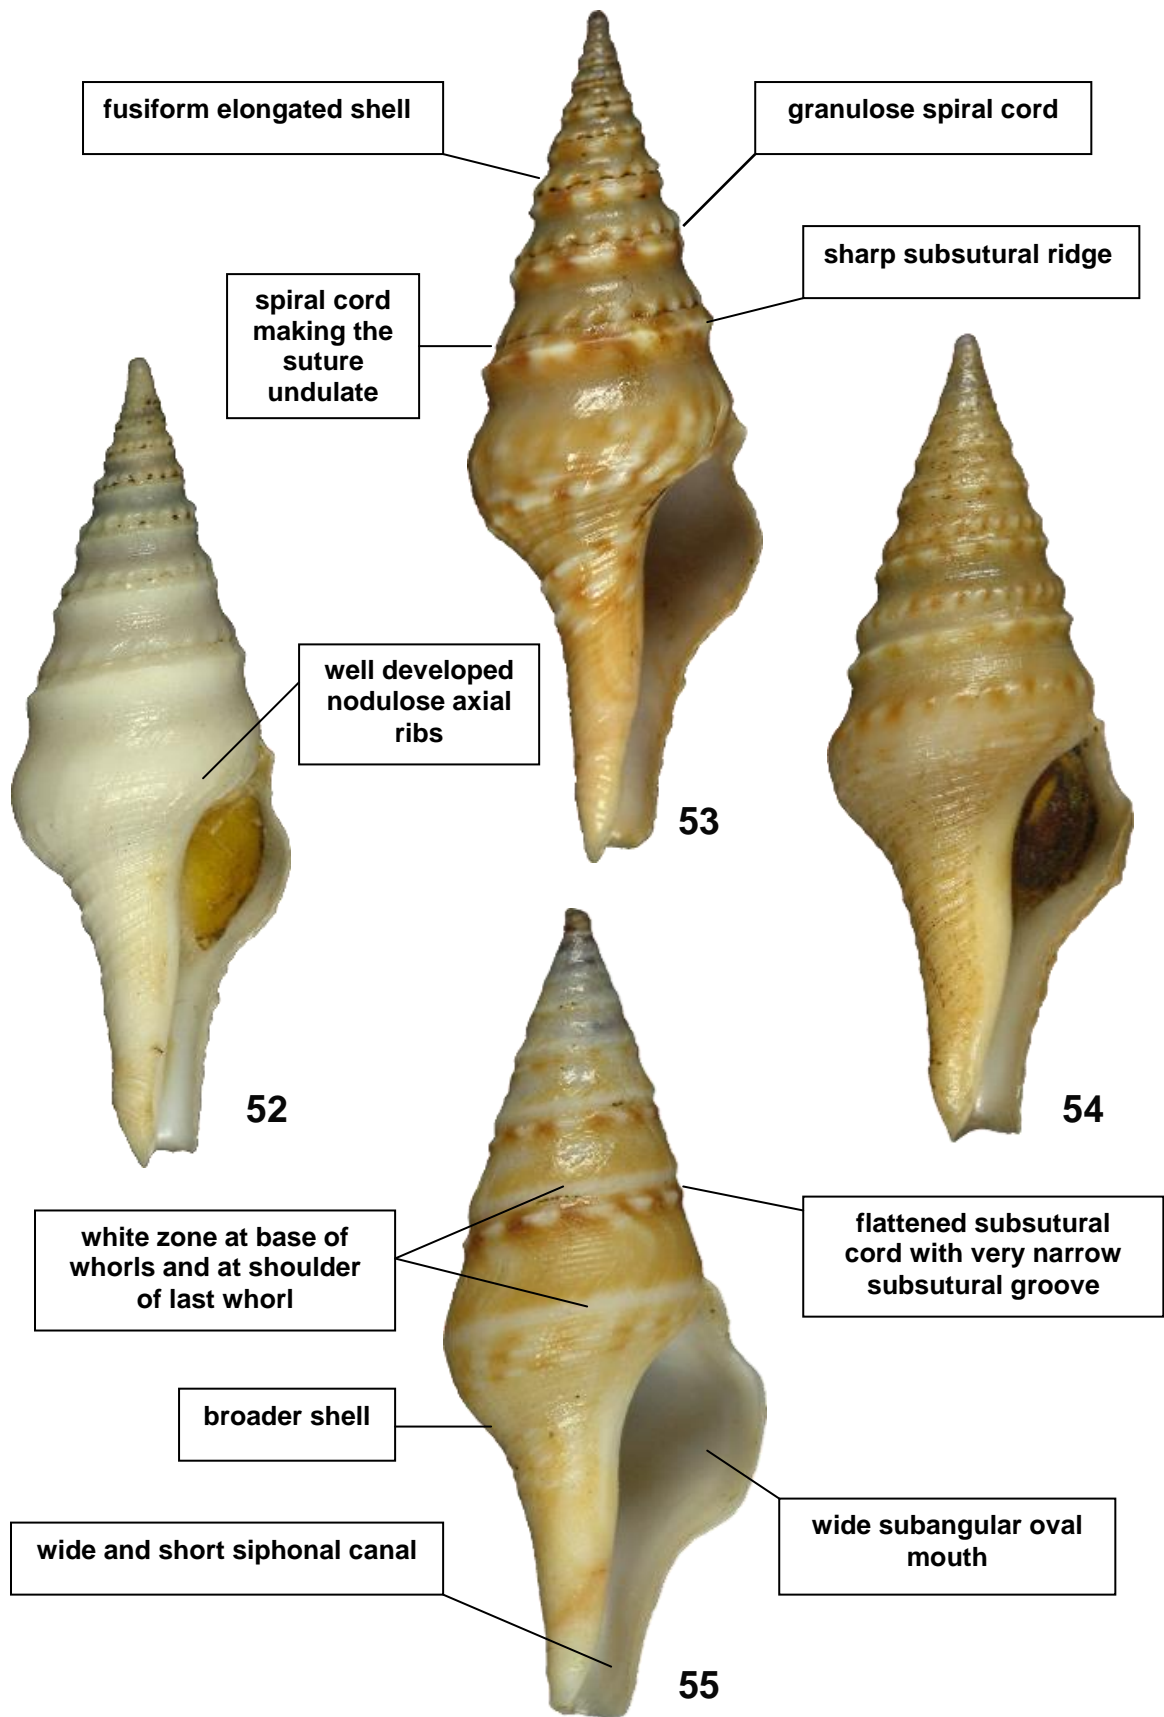 fusiform elongated shell
granulose spiral cord
sharp subsutural ridge
spiral cord
making the
suture
undulate
well developed
nodulose axial
ribs
53
52
54
white zone at base of
whorls and at shoulder
of last whorl
flattened subsutural
cord with very narrow
subsutural groove
broader shell
wide subangular oval
mouth
wide and short siphonal canal
55